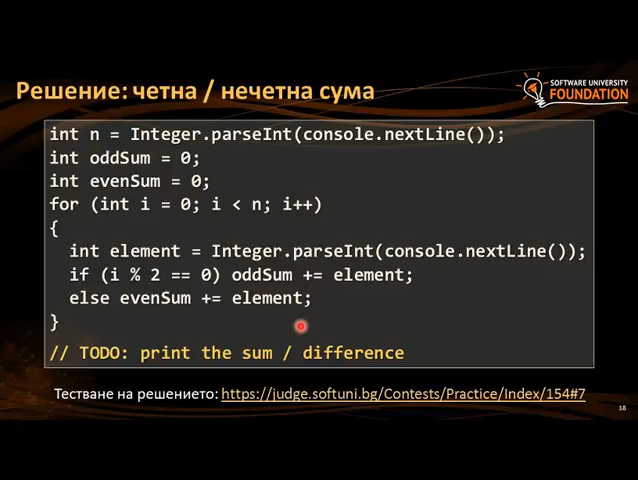 Решение: четна / нечетна сума
SOFTWARE UNIVERSITY
FOUNDATION
int n = Integer.parseInt(console.nextLine());
int oddSum = 0;
int evenSum = 0;
for (int i = 0; i < n; i++)
{
int element = Integer.parseInt(console.nextLine());
if (i % 2 == 0) oddSum += element;
else evenSum += element;
}
// TODO: print the sum / difference
Тестване на решението: https://judge.softuni.bg/Contests/Practice/Index/154#7
18